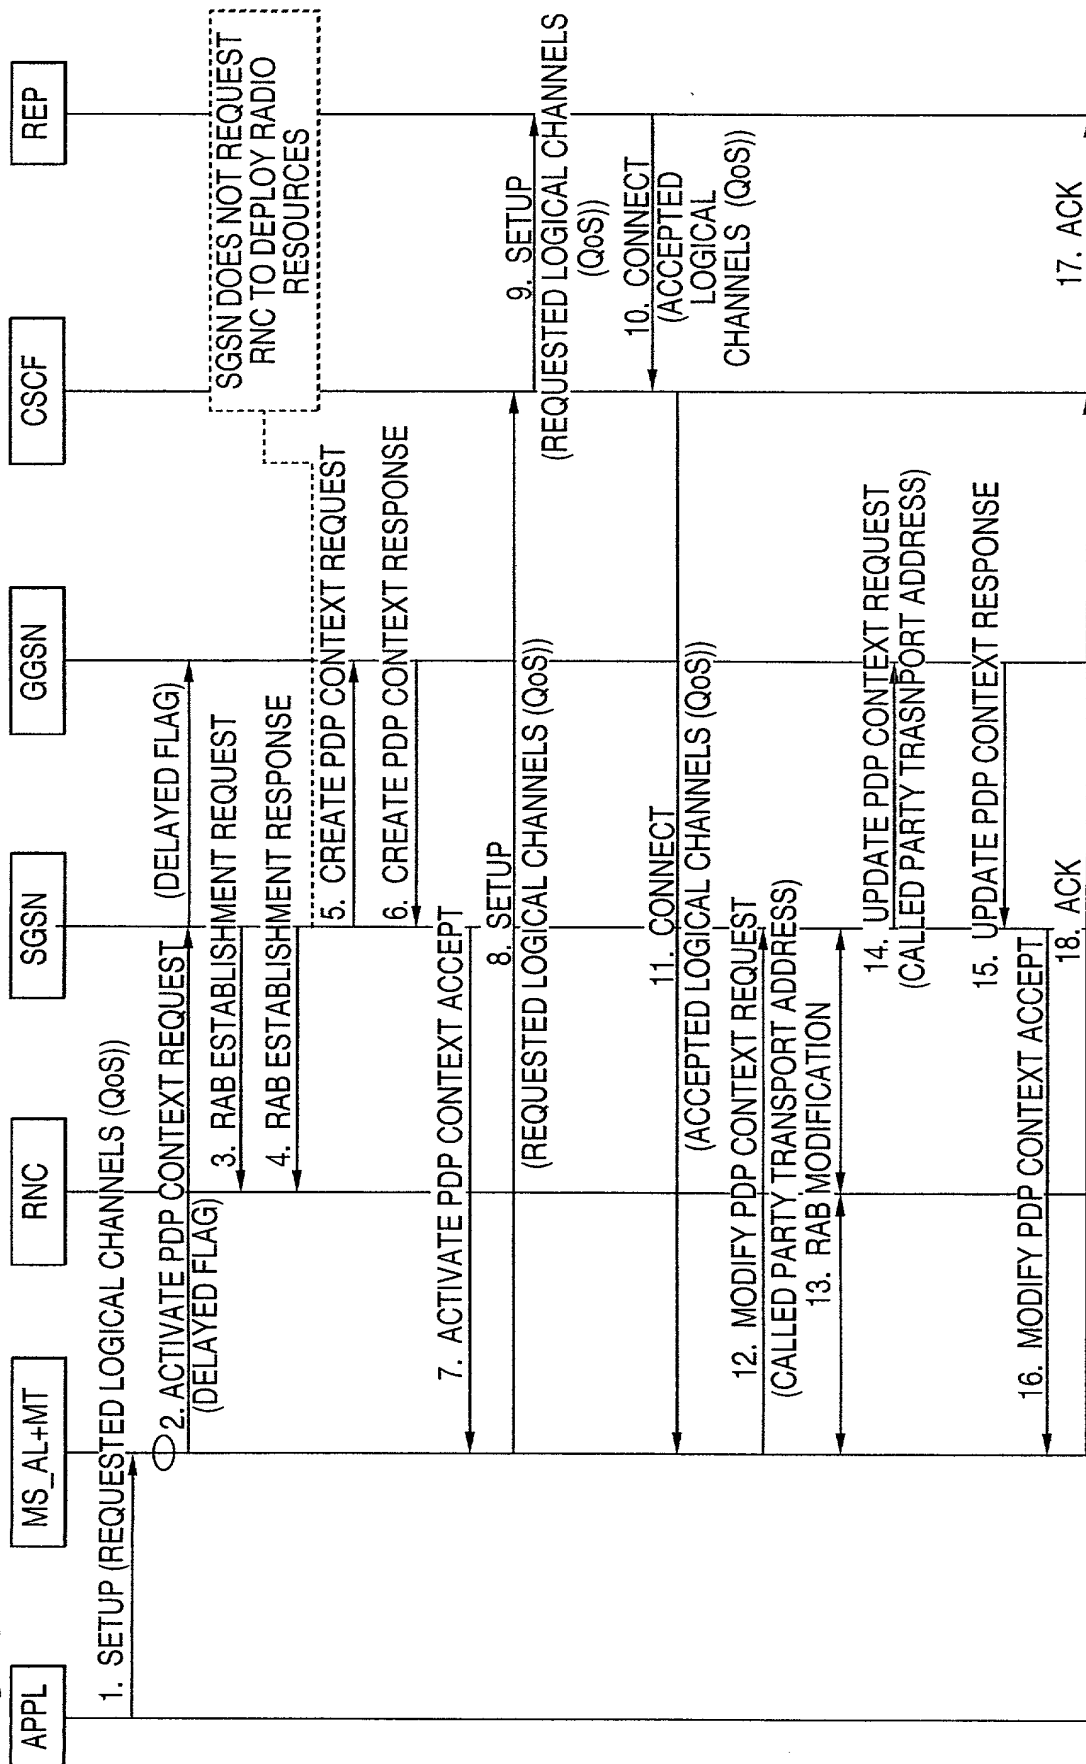 APPL
MS_AL+MT
RNC
SGSN
GGSN
CSCF
REP
1. SETUP (REQUESTED LOGICAL CHANNELS (QoS))
2. ACTIVATE PDP CONTEXT REQUEST
(DELAYED FLAG)
(DELAYED FLAG)
3. RAB ESTABLISHMENT REQUEST
4. RAB ESTABLISHMENT RESPONSE
SGSN DOES NOT REQUEST
RNC TO DEPLOY RADIO
RESOURCES
5. CREATE PDP CONTEXT REQUEST
6. CREATE PDP CONTEXT RESPONSE
7. ACTIVATE PDP CONTEXT ACCEPT
8. SETUP
(REQUESTED LOGICAL CHANNELS (QoS))
9. SETUP
(REQUESTED LOGICAL CHANNELS
(QoS))
10. CONNECT
(ACCEPTED
LOGICAL
CHANNELS (QoS))
11. CONNECT
(ACCEPTED LOGICAL CHANNELS (QoS))
12. MODIFY PDP CONTEXT REQUEST
(CALLED PARTY TRANSPORT ADDRESS)
13. RAB MODIFICATION
14. UPDATE PDP CONTEXT REQUEST
(CALLED PARTY TRASNPORT ADDRESS)
15. UPDATE PDP CONTEXT RESPONSE
16. MODIFY PDP CONTEXT ACCEPT
17. ACK
18. ACK